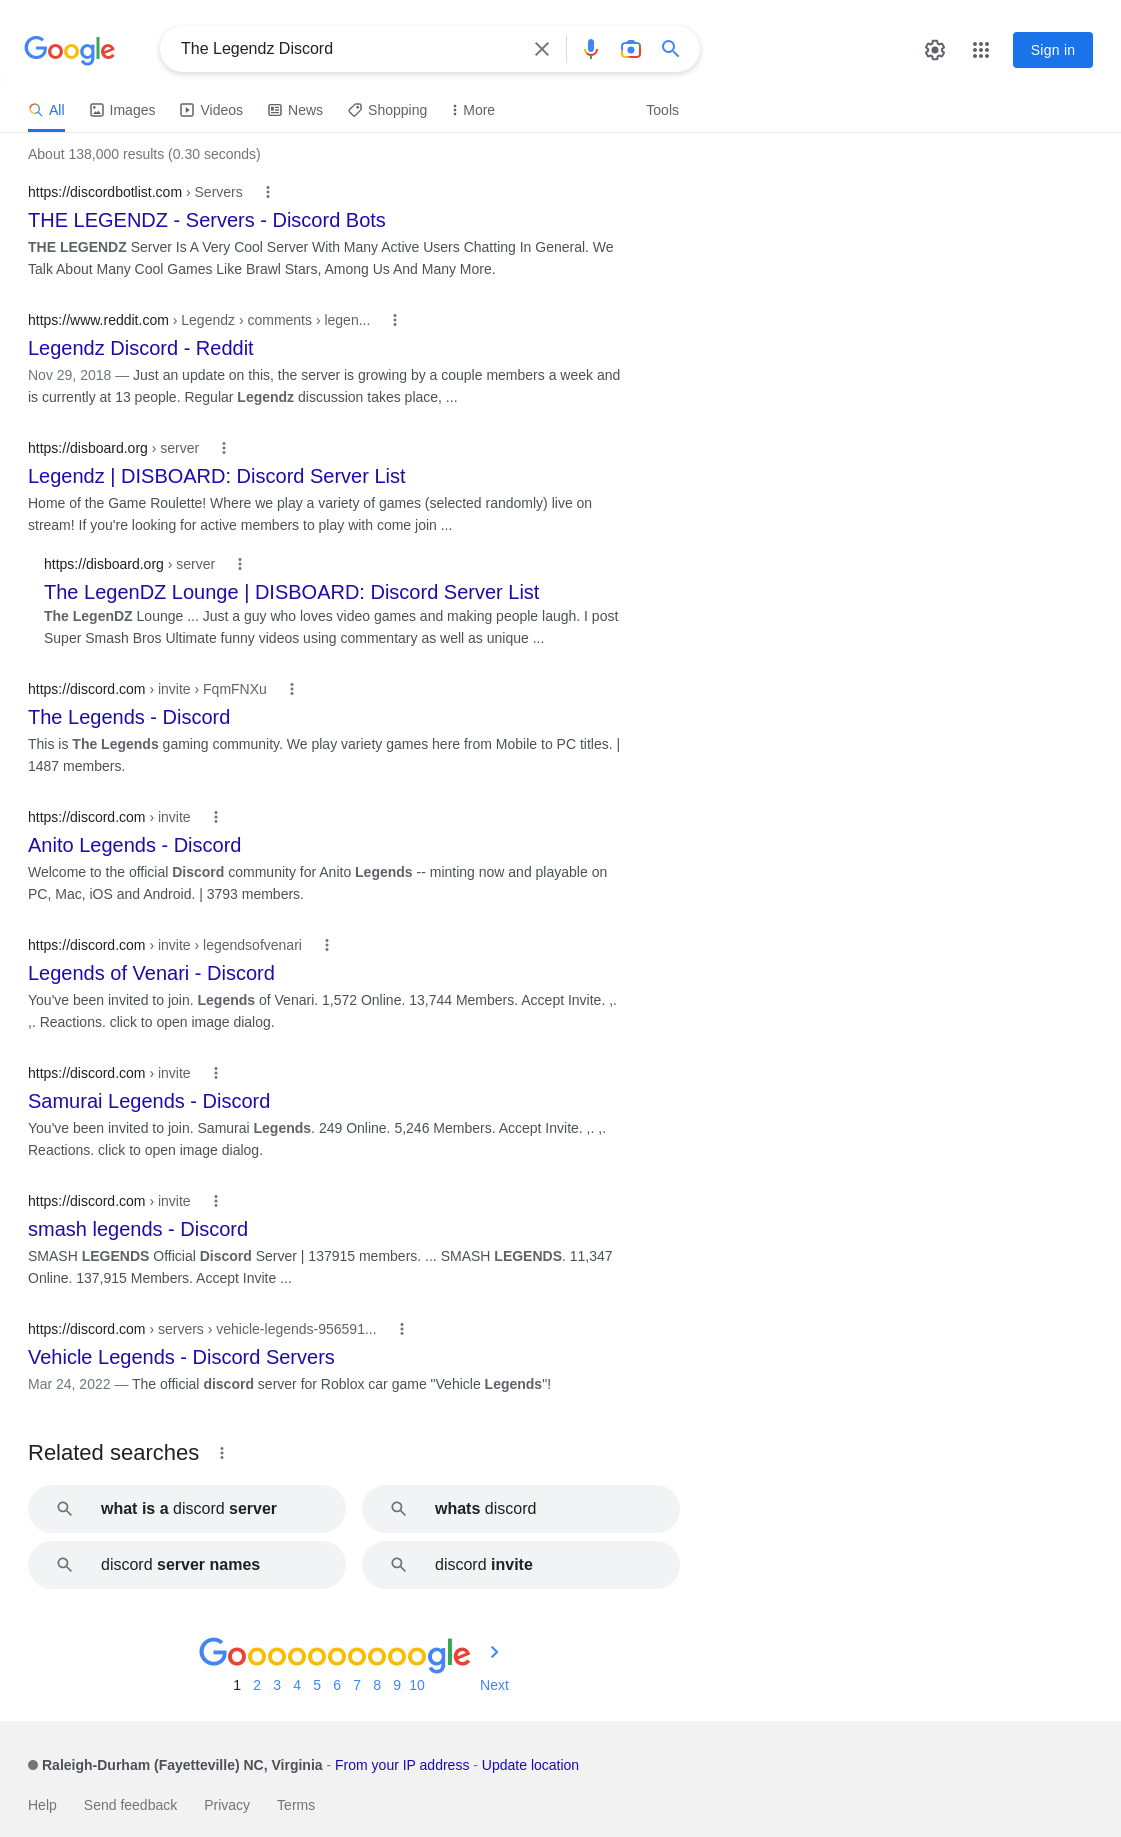 Google
The Legendz Discord
Sign in
All Images Videos News Shopping More Tools
About 138,000 results (0.30 seconds)
https://discordbotlist.com › Servers
THE LEGENDZ - Servers - Discord Bots
THE LEGENDZ Server Is A Very Cool Server With Many Active Users Chatting In General. We
Talk About Many Cool Games Like Brawl Stars, Among Us And Many More.
https://www.reddit.com › Legendz › comments › legen...
Legendz Discord - Reddit
Nov 29, 2018 — Just an update on this, the server is growing by a couple members a week and
is currently at 13 people. Regular Legendz discussion takes place, ...
https://disboard.org › server
Legendz | DISBOARD: Discord Server List
Home of the Game Roulette! Where we play a variety of games (selected randomly) live on
stream! If you're looking for active members to play with come join ...
https://disboard.org › server
The LegenDZ Lounge | DISBOARD: Discord Server List
The LegenDZ Lounge ... Just a guy who loves video games and making people laugh. I post
Super Smash Bros Ultimate funny videos using commentary as well as unique ...
https://discord.com › invite › FqmFNXu
The Legends - Discord
This is The Legends gaming community. We play variety games here from Mobile to PC titles. |
1487 members.
https://discord.com › invite
Anito Legends - Discord
Welcome to the official Discord community for Anito Legends -- minting now and playable on
PC, Mac, iOS and Android. | 3793 members.
https://discord.com › invite › legendsofvenari
Legends of Venari - Discord
You've been invited to join. Legends of Venari. 1,572 Online. 13,744 Members. Accept Invite. ,.
,. Reactions. click to open image dialog.
https://discord.com › invite
Samurai Legends - Discord
You've been invited to join. Samurai Legends. 249 Online. 5,246 Members. Accept Invite. ,. ,.
Reactions. click to open image dialog.
https://discord.com › invite
smash legends - Discord
SMASH LEGENDS Official Discord Server | 137915 members. ... SMASH LEGENDS. 11,347
Online. 137,915 Members. Accept Invite ...
https://discord.com › servers › vehicle-legends-956591...
Vehicle Legends - Discord Servers
Mar 24, 2022 — The official discord server for Roblox car game "Vehicle Legends"!
Related searches
what is a discord server
whats discord
discord server names
discord invite
Goooooooooogle
1 2 3 4 5 6 7 8 9 10 Next
Raleigh-Durham (Fayetteville) NC, Virginia - From your IP address - Update location
Help Send feedback Privacy Terms